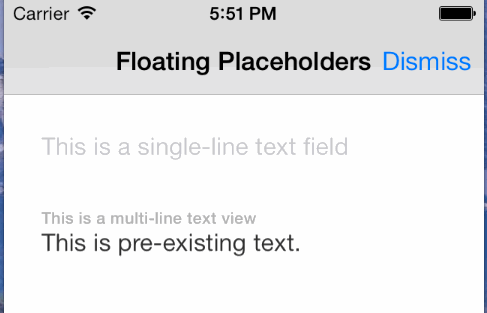 Carrier 5:51 PM
Floating Placeholders Dismiss
This is a single-line text field
This is a multi-line text view
This is pre-existing text.